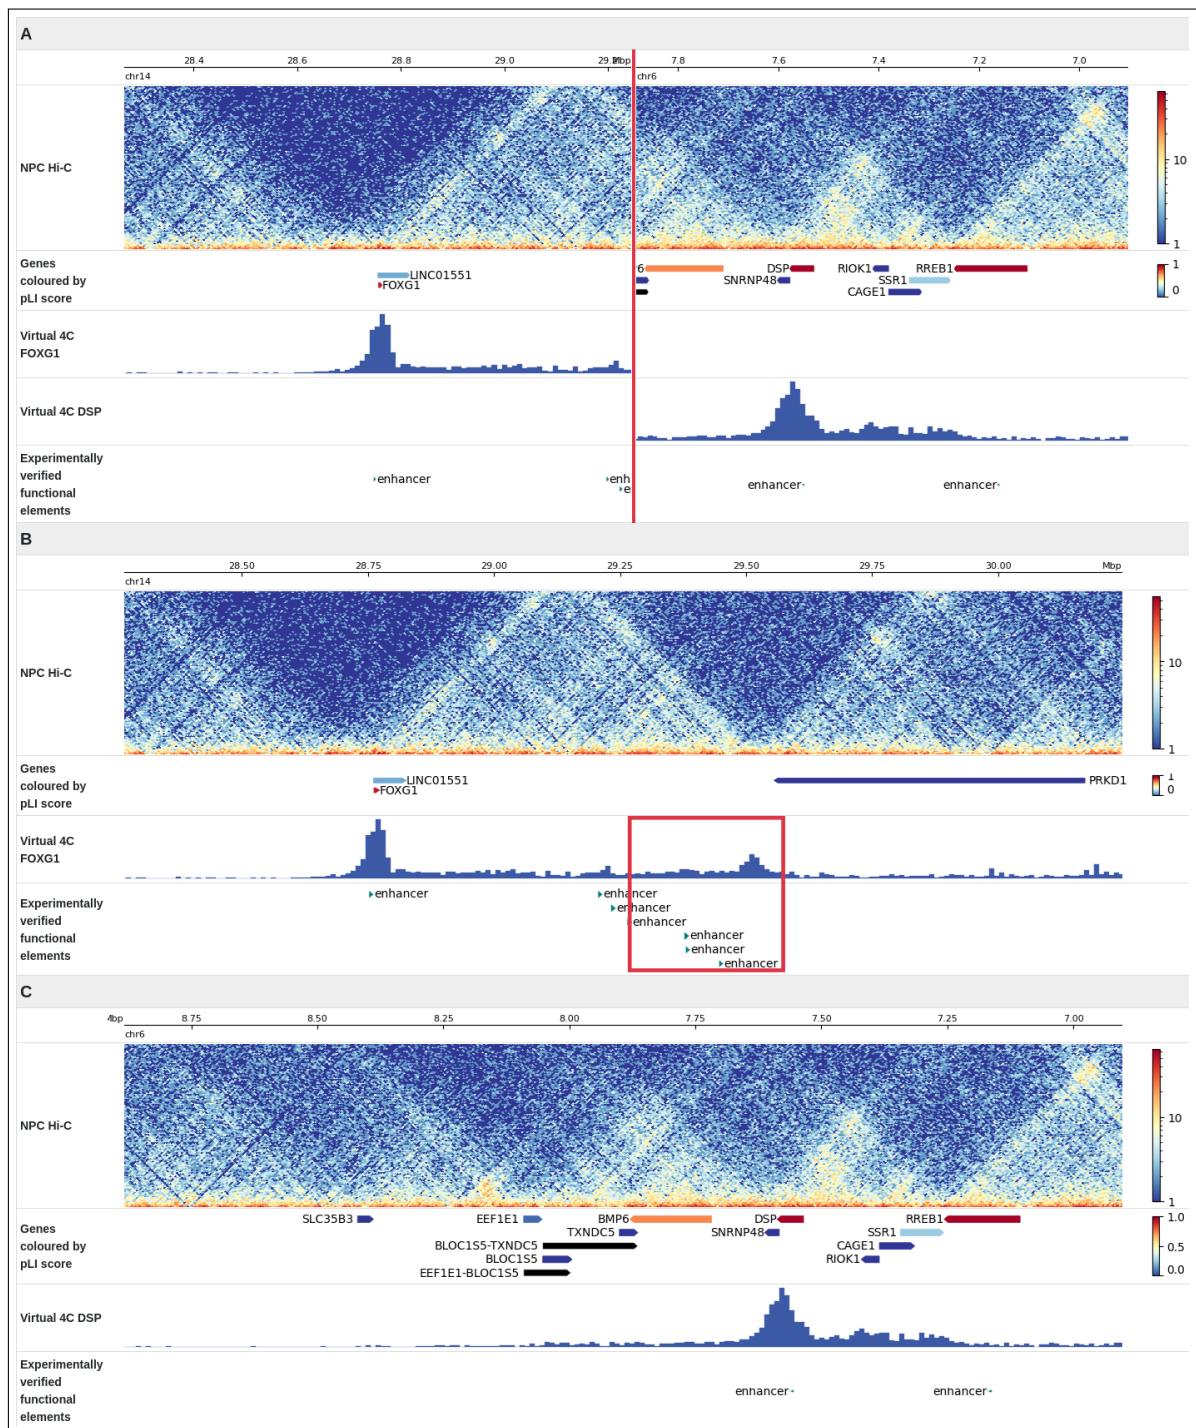 A
28.4 28.6 28.8 29.0 29.2 Mbp 7.8 7.6 7.4 7.2 7.0
chr14 chr6
NPC Hi-C
10
1
Genes
coloured by
pLI score
LINC01551
FOXG1
6 DSP RIOK1 RREB1
SNRNP48 SSR1
CAGE1
1
0
Virtual 4C
FOXG1
Virtual 4C DSP
Experimentally
verified
functional
elements
enhancer enh
e
enhancer enhancer
B
28.50 28.75 29.00 29.25 29.50 29.75 30.00 Mbp
chr14
NPC Hi-C
10
1
Genes
coloured by
pLI score
LINC01551 PRKD1
FOXG1
1
0
Virtual 4C
FOXG1
Experimentally
verified
functional
elements
enhancer enhancer
enhancer
enhancer
enhancer
enhancer
enhancer
C
Mbp 8.75 8.50 8.25 8.00 7.75 7.50 7.25 7.00
chr6
NPC Hi-C
10
1
Genes
coloured by
pLI score
SLC35B3 EEF1E1 BMP6 DSP RREB1
TXNDC5 SNRNP48 SSR1
BLOC1S5-TXNDC5 CAGE1
BLOC1S5 RIOK1
EEF1E1-BLOC1S5
1.0
0.5
0.0
Virtual 4C DSP
Experimentally
verified
functional
elements
enhancer enhancer